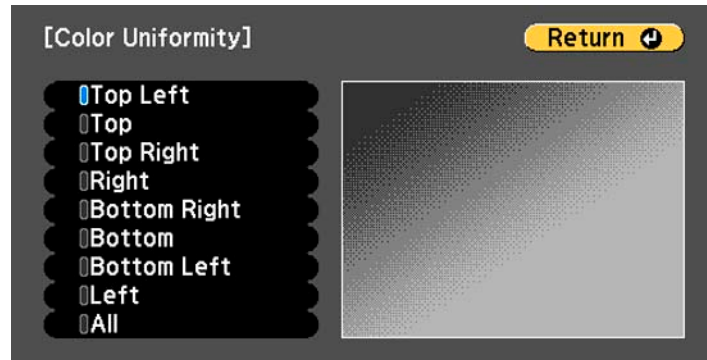 [Color Uniformity]
Return
Top Left
Top
Top Right
Right
Bottom Right
Bottom
Bottom Left
Left
All